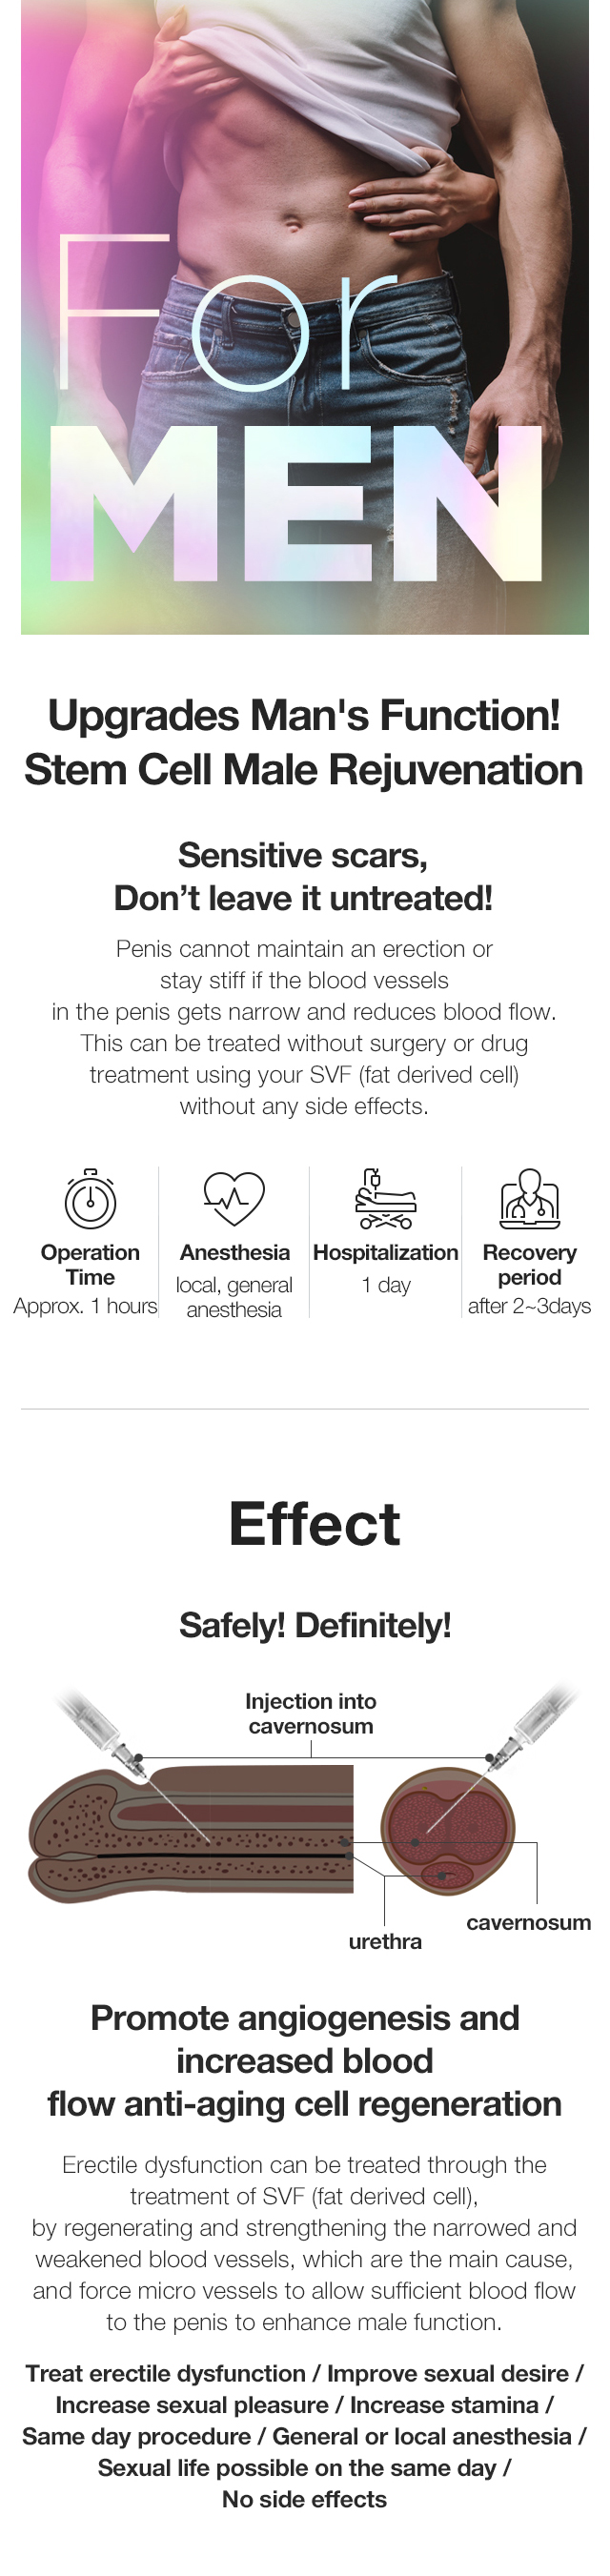 For
MEN
Upgrades Man's Function!
Stem Cell Male Rejuvenation
Sensitive scars,
Don’t leave it untreated!
Penis cannot maintain an erection or
stay stiff if the blood vessels
in the penis gets narrow and reduces blood flow.
This can be treated without surgery or drug
treatment using your SVF (fat derived cell)
without any side effects.
Operation
Time
Approx. 1 hours
Anesthesia
local, general
anesthesia
Hospitalization
1 day
Recovery
period
after 2~3days
Effect
Safely! Definitely!
Injection into
cavernosum
cavernosum
urethra
Promote angiogenesis and
increased blood
flow anti-aging cell regeneration
Erectile dysfunction can be treated through the
treatment of SVF (fat derived cell),
by regenerating and strengthening the narrowed and
weakened blood vessels, which are the main cause,
and force micro vessels to allow sufficient blood flow
to the penis to enhance male function.
Treat erectile dysfunction / Improve sexual desire /
Increase sexual pleasure / Increase stamina /
Same day procedure / General or local anesthesia /
Sexual life possible on the same day /
No side effects